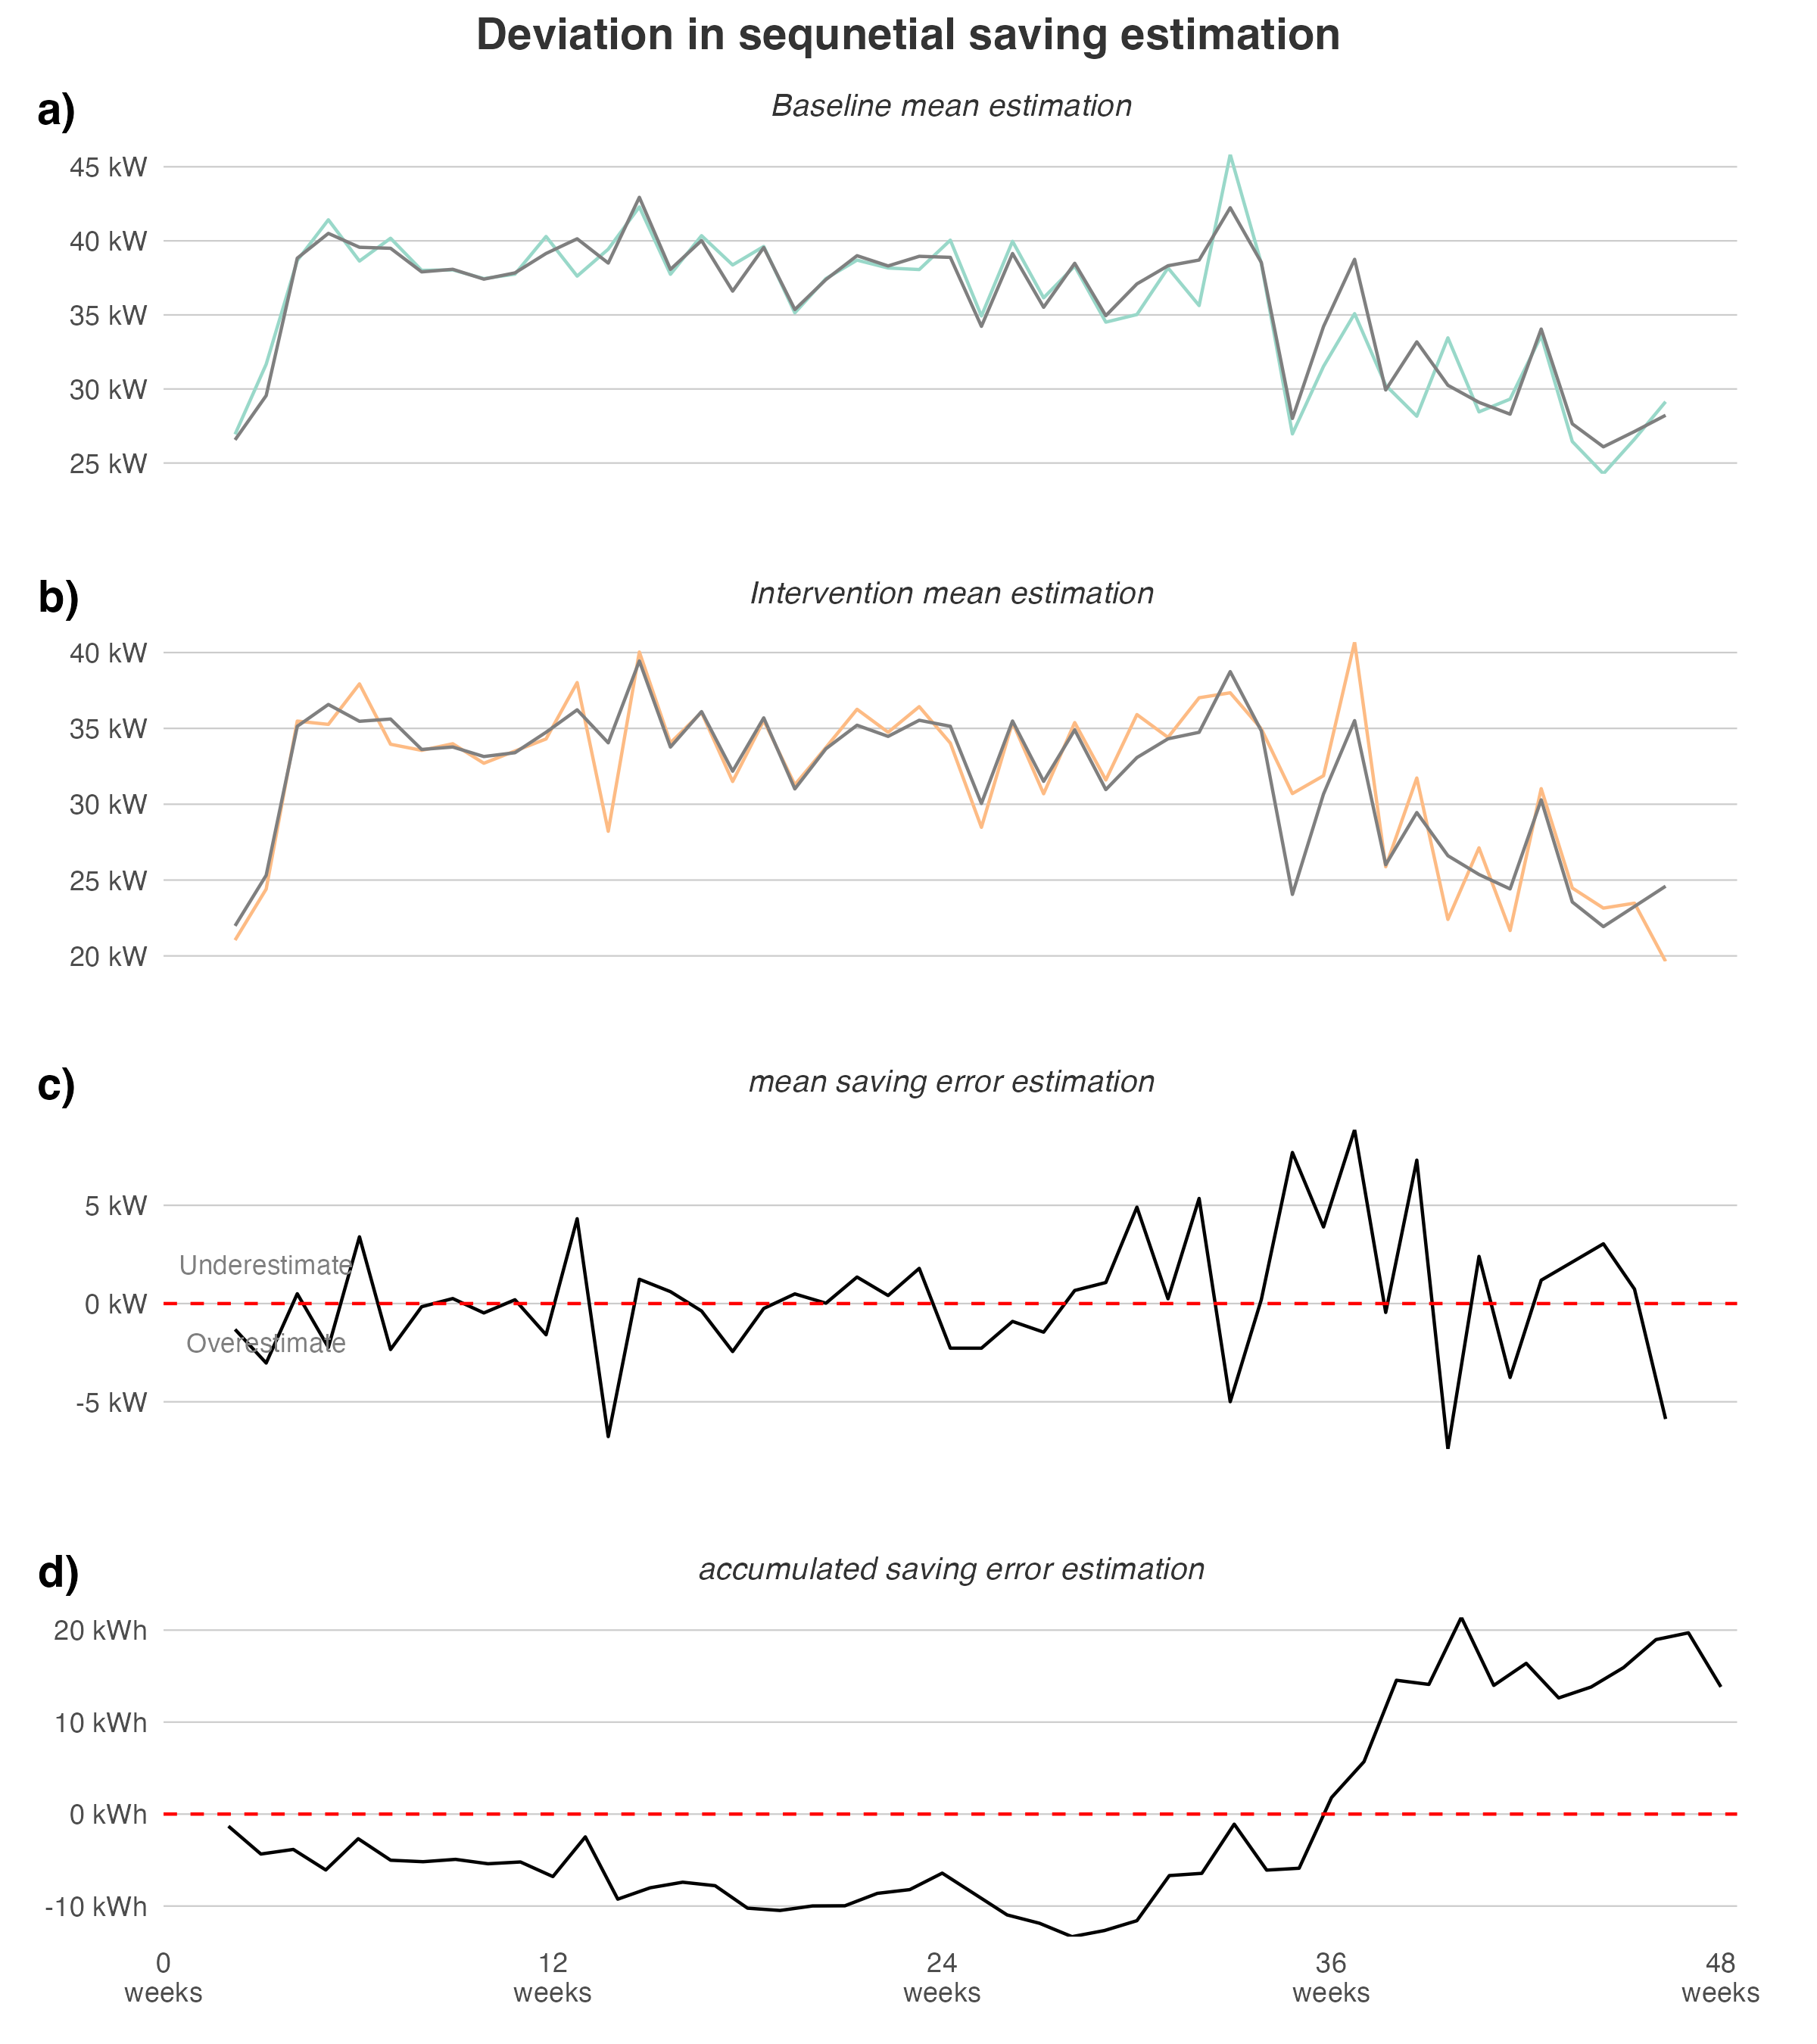 Deviation in sequnetial saving estimation
a)
Baseline mean estimation
45 kW
40 kW
35 kW
30 kW
25 kW
b)
Intervention mean estimation
40 kW
35 kW
30 kW
25 kW
20 kW
c)
mean saving error estimation
5 kW
Underestimate
0 kW
Overestimate
-5 kW
d)
accumulated saving error estimation
20 kWh
10 kWh
0 kWh
-10 kWh
0 12 24 36 48
weeks weeks weeks weeks weeks